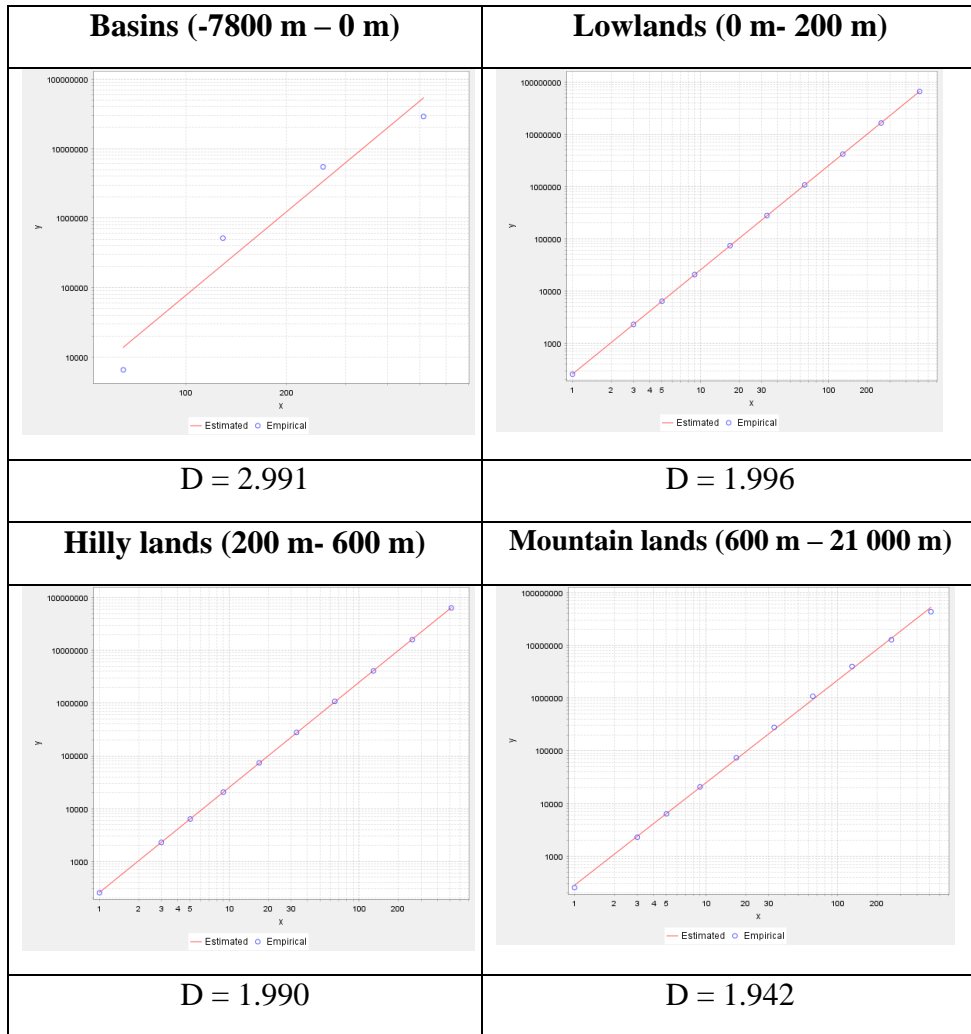 Basins (-7800 m – 0 m)
Lowlands (0 m- 200 m)
100000000
10000000
1000000
100000
10000
y
100
200
x
Estimated
Empirical
100000000
10000000
1000000
100000
10000
1000
y
1
2
3
4
5
10
20
30
100
200
x
Estimated
Empirical
D = 2.991
D = 1.996
Hilly lands (200 m- 600 m)
Mountain lands (600 m – 21 000 m)
100000000
10000000
1000000
100000
10000
1000
y
1
2
3
4
5
10
20
30
100
200
x
Estimated
Empirical
100000000
10000000
1000000
100000
10000
1000
y
1
2
3
4
5
10
20
30
100
200
x
Estimated
Empirical
D = 1.990
D = 1.942